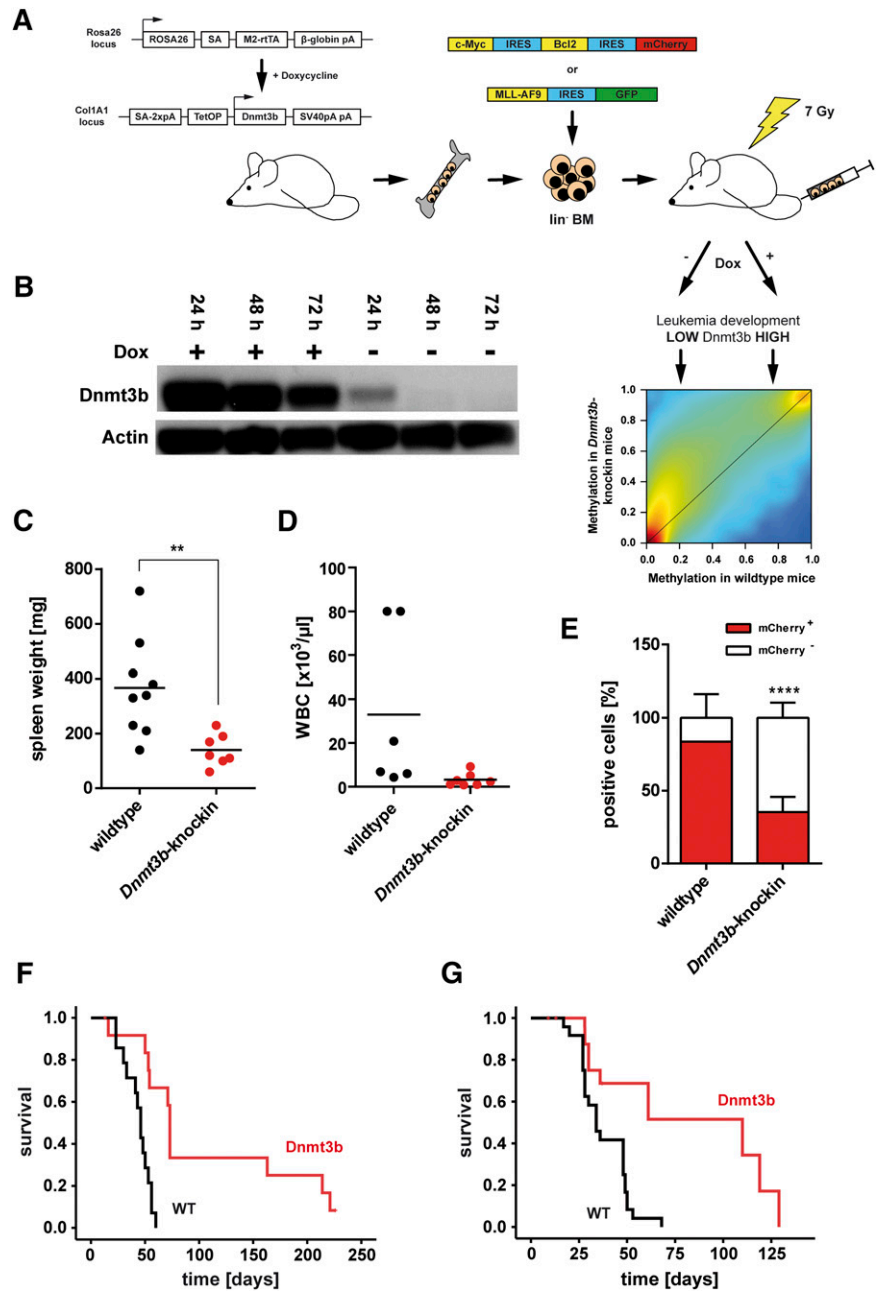 A
Rosa26 locus
ROSA26 SA M2-rtTA β-globin pA
+ Doxycycline
Col1A1 locus
SA-2xpA TetOP Dnmt3b SV40pA pA
c-Myc IRES Bcl2 IRES mCherry
or
MLL-AF9 IRES GFP
7 Gy
lin- BM
- Dox +
Leukemia development
LOW Dnmt3b HIGH
Methylation in Dnmt3b-
knockin mice
1.0
0.8
0.6
0.4
0.2
0.0
0.0 0.2 0.4 0.6 0.8 1.0
Methylation in wildtype mice
B
24 h 48 h 72 h 24 h 48 h 72 h
Dox + + + - - -
Dnmt3b
Actin
C
**
spleen weight [mg]
800
600
400
200
0
wildtype
Dnmt3b-knockin
D
WBC [x10³/µl]
100
80
60
40
20
0
wildtype
Dnmt3b-knockin
E
mCherry +
mCherry -
positive cells [%]
150
100
50
0
****
wildtype
Dnmt3b-knockin
F
survival
1.0
0.8
0.6
0.4
0.2
0.0
Dnmt3b
WT
0 50 100 150 200 250
time [days]
G
survival
1.0
0.8
0.6
0.4
0.2
0.0
Dnmt3b
WT
0 25 50 75 100 125
time [days]